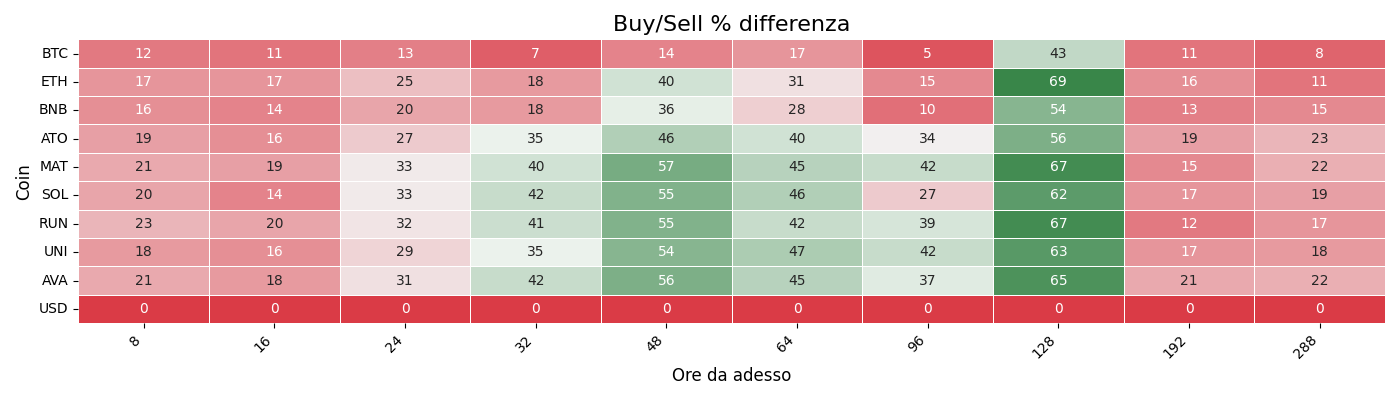 Buy/Sell % differenza
Coin
BTC 12 11 13 7 14 17 5 43 11 8
ETH 17 17 25 18 40 31 15 69 16 11
BNB 16 14 20 18 36 28 10 54 13 15
ATO 19 16 27 35 46 40 34 56 19 23
MAT 21 19 33 40 57 45 42 67 15 22
SOL 20 14 33 42 55 46 27 62 17 19
RUN 23 20 32 41 55 42 39 67 12 17
UNI 18 16 29 35 54 47 42 63 17 18
AVA 21 18 31 42 56 45 37 65 21 22
USD 0 0 0 0 0 0 0 0 0 0
8 16 24 32 48 64 96 128 192 288
Ore da adesso